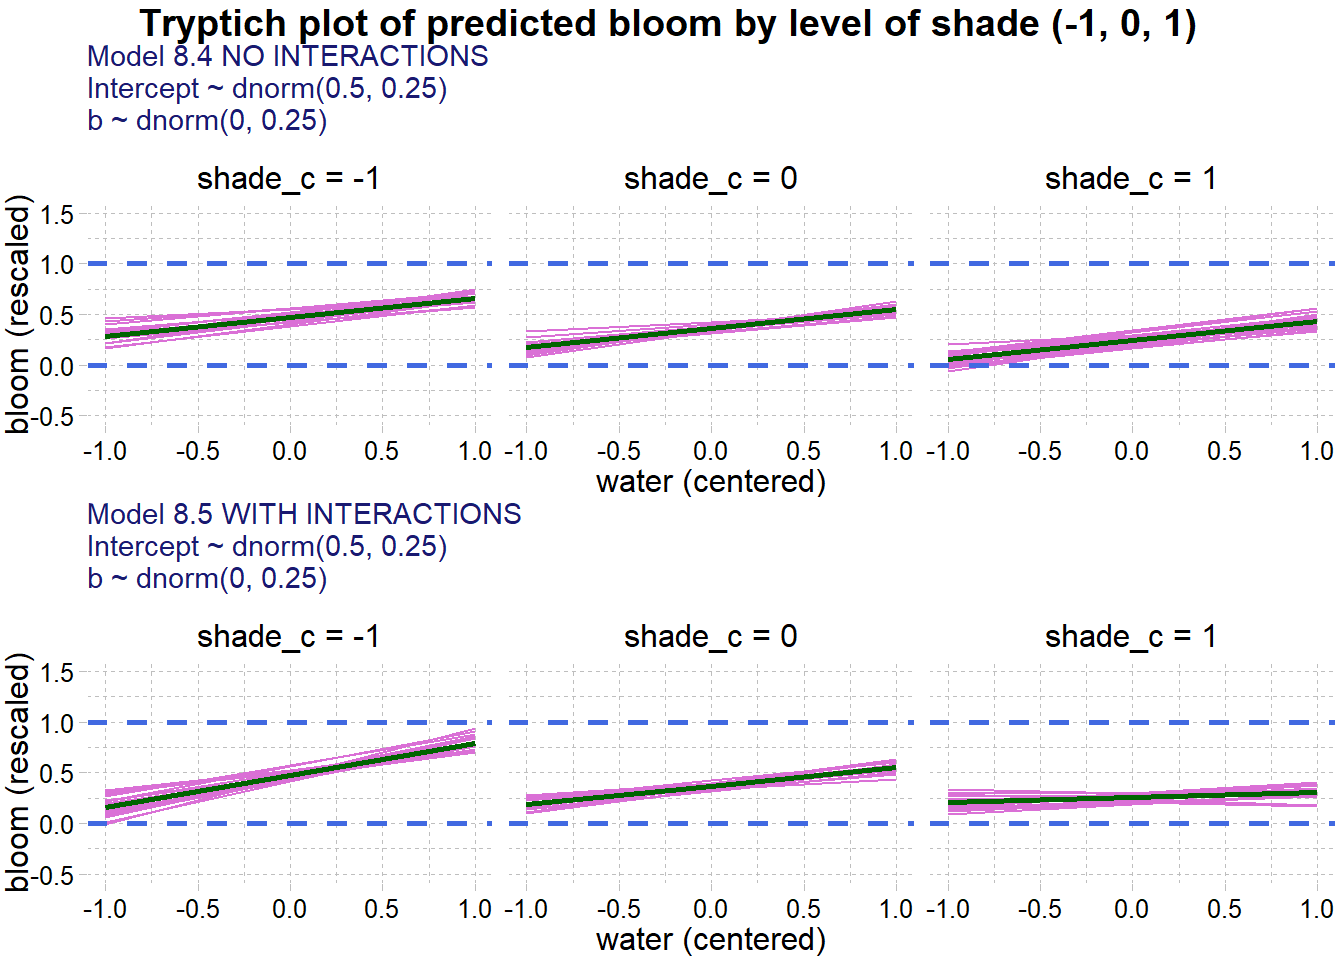 Tryptich plot of predicted bloom by level of shade (-1, 0, 1)
Model 8.4 NO INTERACTIONS
Intercept ~ dnorm(0.5, 0.25)
b ~ dnorm(0, 0.25)
shade_c = -1
shade_c = 0
shade_c = 1
bloom (rescaled)
1.5
1.0
0.5
0.0
-0.5
-1.0 -0.5 0.0 0.5 1.0
-1.0 -0.5 0.0 0.5 1.0
-1.0 -0.5 0.0 0.5 1.0
water (centered)
Model 8.5 WITH INTERACTIONS
Intercept ~ dnorm(0.5, 0.25)
b ~ dnorm(0, 0.25)
shade_c = -1
shade_c = 0
shade_c = 1
bloom (rescaled)
1.5
1.0
0.5
0.0
-0.5
-1.0 -0.5 0.0 0.5 1.0
-1.0 -0.5 0.0 0.5 1.0
-1.0 -0.5 0.0 0.5 1.0
water (centered)